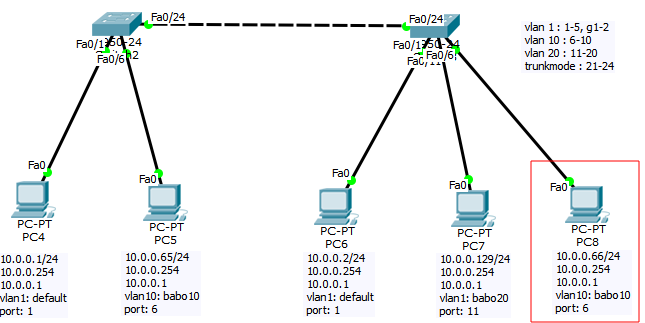 Fa0/24
Fa0/24
vlan 1 : 1-5, g1-2
vlan 10 : 6-10
vlan 20 : 11-20
trunkmode : 21-24
Fa0/1
Fa0/6
Fa0/1
Fa0/6
Fa0/11
Fa0
Fa0
Fa0
Fa0
Fa0
PC-PT
PC4
10.0.0.1/24
10.0.0.254
10.0.0.1
vlan1: default
port: 1
PC-PT
PC5
10.0.0.65/24
10.0.0.254
10.0.0.1
vlan10: babo10
port: 6
PC-PT
PC6
10.0.0.2/24
10.0.0.254
10.0.0.1
vlan1: default
port: 1
PC-PT
PC7
10.0.0.129/24
10.0.0.254
10.0.0.1
vlan1: babo20
port: 11
PC-PT
PC8
10.0.0.66/24
10.0.0.254
10.0.0.1
vlan10: babo10
port: 6